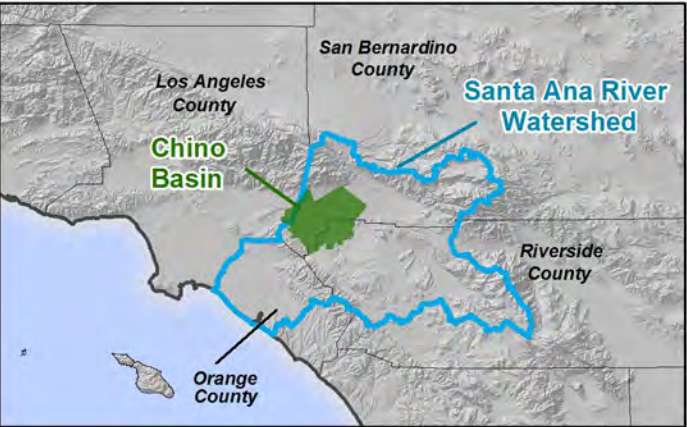 San Bernardino
County
Los Angeles
County
Santa Ana River
Watershed
Chino
Basin
Riverside
County
Orange
County